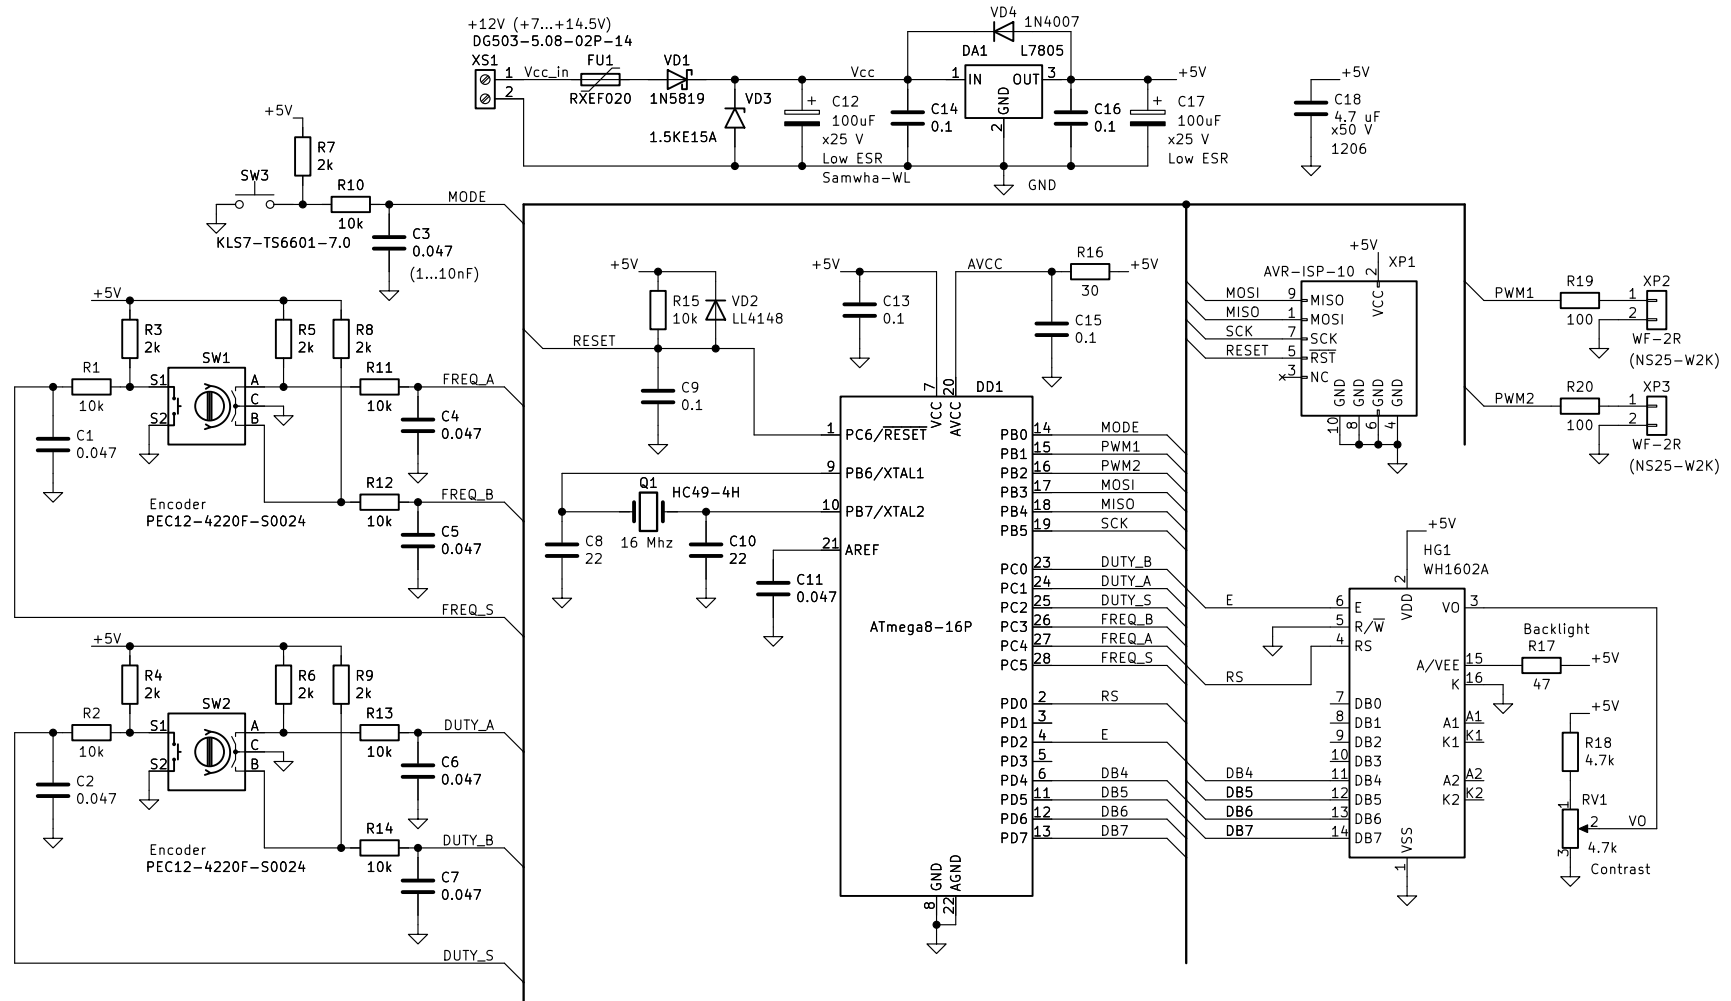 +12V (+7...+14.5V)
DG503-5.08-02P-14
XS1
1
2
Vcc_in
FU1
RXEF020
VD1
1N5819
VD3
1.5KE15A
+
C12
100uF
x25 V
Low ESR
Samwha-WL
Vcc
C14
0.1
VD4
1N4007
DA1
L7805
1
IN
OUT
3
GND
2
GND
C16
0.1
+5V
+
C17
100uF
x25 V
Low ESR
+5V
C18
4.7 uF
x50 V
1206
+5V
R7
2k
SW3
KLS7-TS6601-7.0
R10
10k
MODE
C3
0.047
(1...10nF)
+5V
R3
2k
R5
2k
R8
2k
R1
10k
C1
0.047
SW1
S1
S2
A
C
B
R11
10k
FREQ_A
C4
0.047
R12
10k
FREQ_B
C5
0.047
Encoder
PEC12-4220F-S0024
FREQ_S
+5V
R4
2k
R6
2k
R9
2k
R2
10k
C2
0.047
SW2
S1
S2
A
C
B
R13
10k
DUTY_A
C6
0.047
R14
10k
DUTY_B
C7
0.047
Encoder
PEC12-4220F-S0024
DUTY_S
+5V
R15
10k
VD2
LL4148
RESET
C9
0.1
+5V
C13
0.1
AVCC
R16
30
+5V
C15
0.1
Q1
HC49-4H
16 Mhz
C8
22
C10
22
C11
0.047
DD1
ATmega8-16P
7
VCC
20
AVCC
1
PC6/RESET
9
PB6/XTAL1
10
PB7/XTAL2
21
AREF
PB0
14
MODE
PB1
15
PWM1
PB2
16
PWM2
PB3
17
MOSI
PB4
18
MISO
PB5
19
SCK
PC0
23
DUTY_B
PC1
24
DUTY_A
PC2
25
DUTY_S
PC3
26
FREQ_B
PC4
27
FREQ_A
PC5
28
FREQ_S
PD0
2
RS
PD1
3
PD2
4
E
PD3
5
PD4
6
DB4
PD5
11
DB5
PD6
12
DB6
PD7
13
DB7
GND
8
AGND
22
+5V
AVR-ISP-10
XP1
2
VCC
MOSI
9
MISO
MISO
1
MOSI
SCK
7
SCK
RESET
5
RST
3
NC
GND
GND
GND
GND
10
8
6
4
PWM1
R19
100
XP2
1
2
WF-2R
(NS25-W2K)
PWM2
R20
100
XP3
1
2
WF-2R
(NS25-W2K)
+5V
HG1
WH1602A
2
VDD
E
6
E
5
R/W
RS
4
RS
7
DB0
8
DB1
9
DB2
10
DB3
DB4
11
DB4
DB5
12
DB5
DB6
13
DB6
DB7
14
DB7
VSS
1
VO
3
A/VEE
15
K
16
A1
A1
K1
K1
A2
A2
K2
K2
Backlight
R17
47
+5V
+5V
R18
4.7k
RV1
1
2
3
VO
4.7k
Contrast